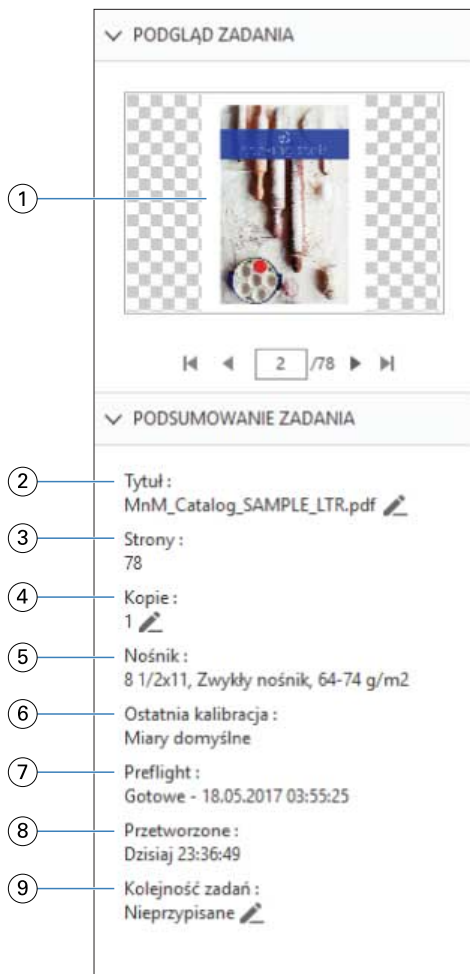 PODGLĄD ZADANIA
1
2 /78
PODSUMOWANIE ZADANIA
2
Tytuł :
MnM_Catalog_SAMPLE_LTR.pdf
3
Strony :
78
4
Kopie :
1
5
Nośnik :
8 1/2x11, Zwykły nośnik, 64-74 g/m2
6
Ostatnia kalibracja :
Miary domyślne
7
Preflight :
Gotowe - 18.05.2017 03:55:25
8
Przetworzone :
Dzisiaj 23:36:49
9
Kolejność zadań :
Nieprzypisane